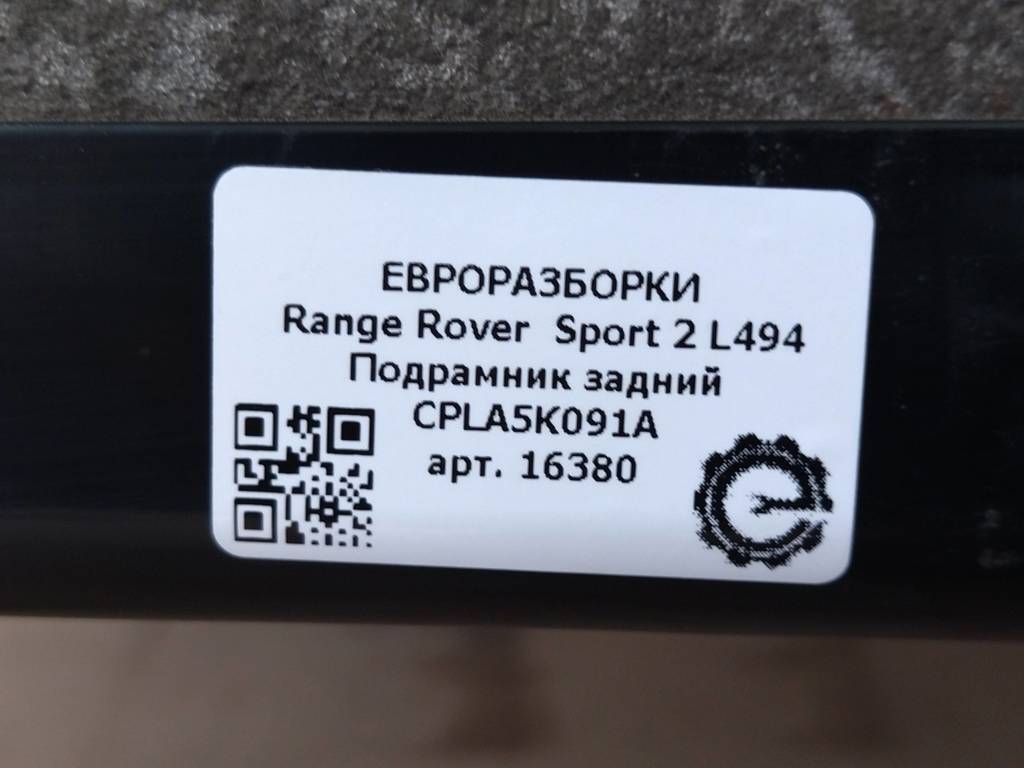 ЕВРОРАЗБОРКИ
Range Rover Sport 2 L494
Подрамник задний
CPLA5K091A
арт. 16380